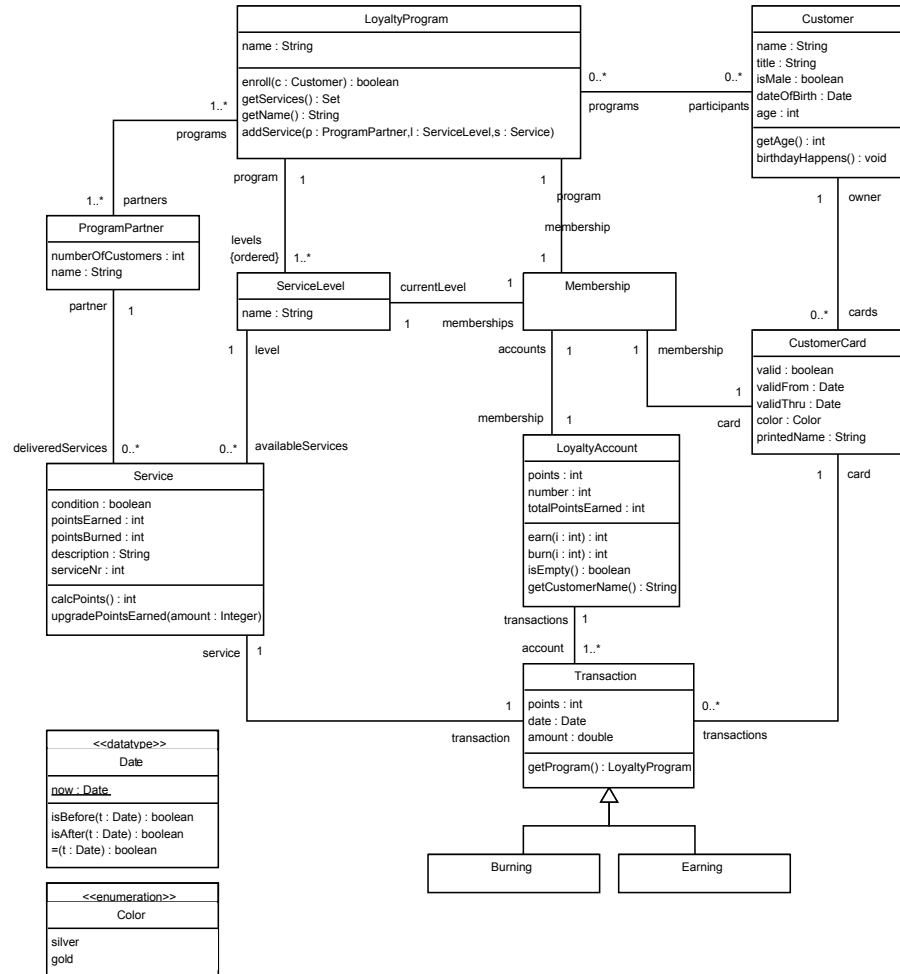 LoyaltyProgram
name : String
enroll(c : Customer) : boolean
getServices() : Set
getName() : String
addService(p : ProgramPartner,l : ServiceLevel,s : Service)
Customer
name : String
title : String
isMale : boolean
dateOfBirth : Date
age : int
getAge() : int
birthdayHappens() : void
0..*
programs
0..*
participants
1..*
programs
1..*
partners
program
1
levels
{ordered}
1..*
1
program
membership
1
1
owner
0..*
cards
ProgramPartner
numberOfCustomers : int
name : String
partner
1
deliveredServices
0..*
ServiceLevel
name : String
currentLevel
1
1
memberships
Membership
1
level
0..*
availableServices
accounts
1
membership
1
1
membership
1
card
CustomerCard
valid : boolean
validFrom : Date
validThru : Date
color : Color
printedName : String
1
card
Service
condition : boolean
pointsEarned : int
pointsBurned : int
description : String
serviceNr : int
calcPoints() : int
upgradePointsEarned(amount : Integer)
LoyaltyAccount
points : int
number : int
totalPointsEarned : int
earn(i : int) : int
burn(i : int) : int
isEmpty() : boolean
getCustomerName() : String
transactions
1
account
1..*
service
1
1
transaction
Transaction
points : int
date : Date
amount : double
getProgram() : LoyaltyProgram
0..*
transactions
Burning
Earning
<<datatype>>
Date
now : Date
isBefore(t : Date) : boolean
isAfter(t : Date) : boolean
=(t : Date) : boolean
<<enumeration>>
Color
silver
gold